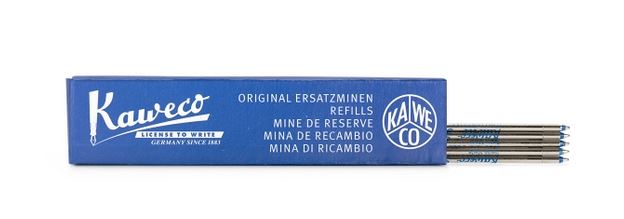 Kaweco
LICENSE TO WRITE
GERMANY SINCE 1883
ORIGINAL ERSATZMINEN
REFILLS
MINE DE RESERVE
MINA DE RECAMBIO
MINA DI RICAMBIO
KA WE
CO